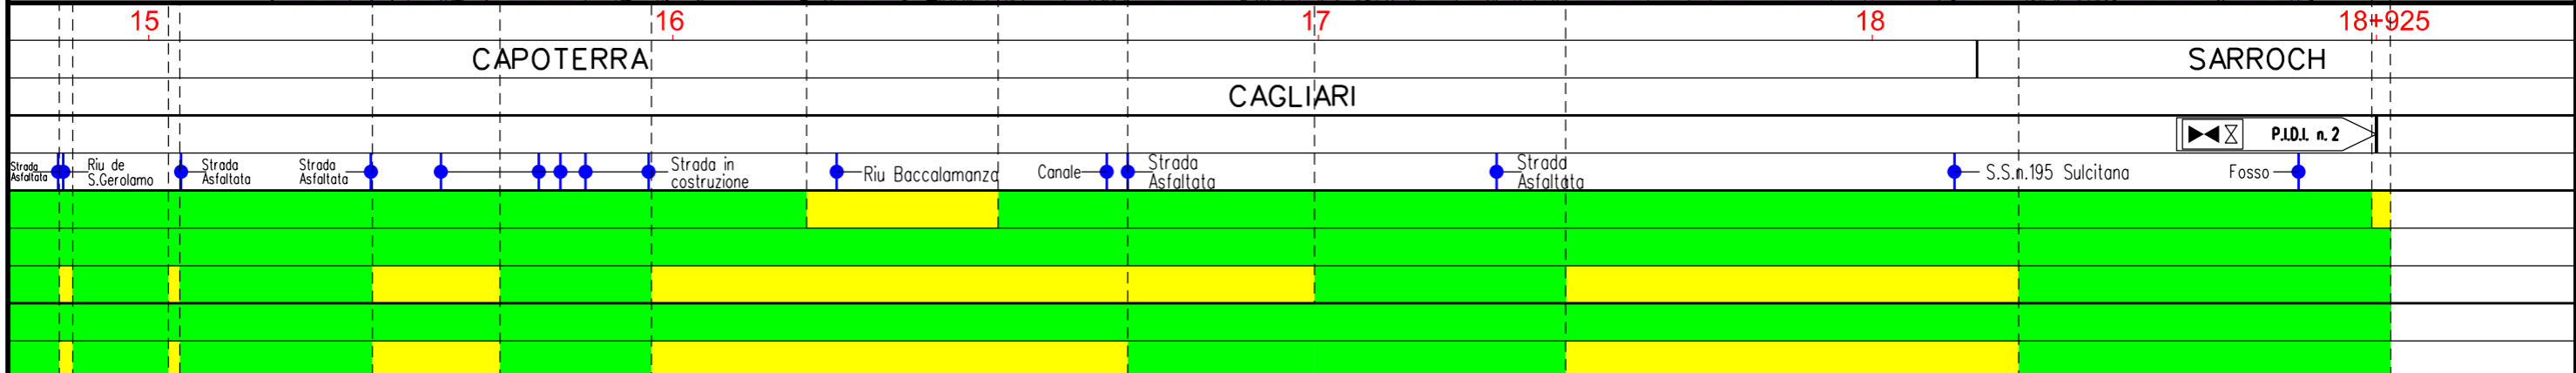 15 16 17 18 18+925
CAPOTERRA SARROCH
CAGLIARI
P.I.D.I. n. 2
Strada
Asfaltata
Riu de
S.Gerolamo
Strada
Asfaltata
Strada
Asfaltata
Strada in
costruzione
Riu Baccalamanza
Canale
Strada
Asfaltata
Strada
Asfaltata
S.S.n.195 Sulcitana
Fosso